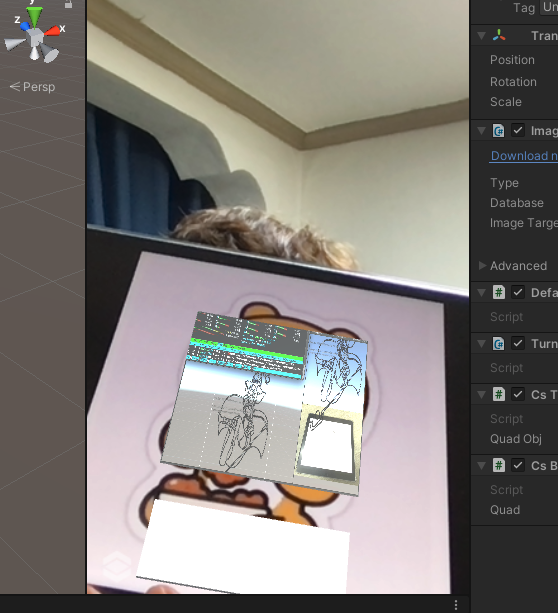 y
z
x
Persp
Tag Un
Tran
Position
Rotation
Scale
Imag
Download n
Type
Database
Image Targe
Advanced
Defa
Script
Turn
Script
Cs T
Script
Quad Obj
Cs B
Script
Quad